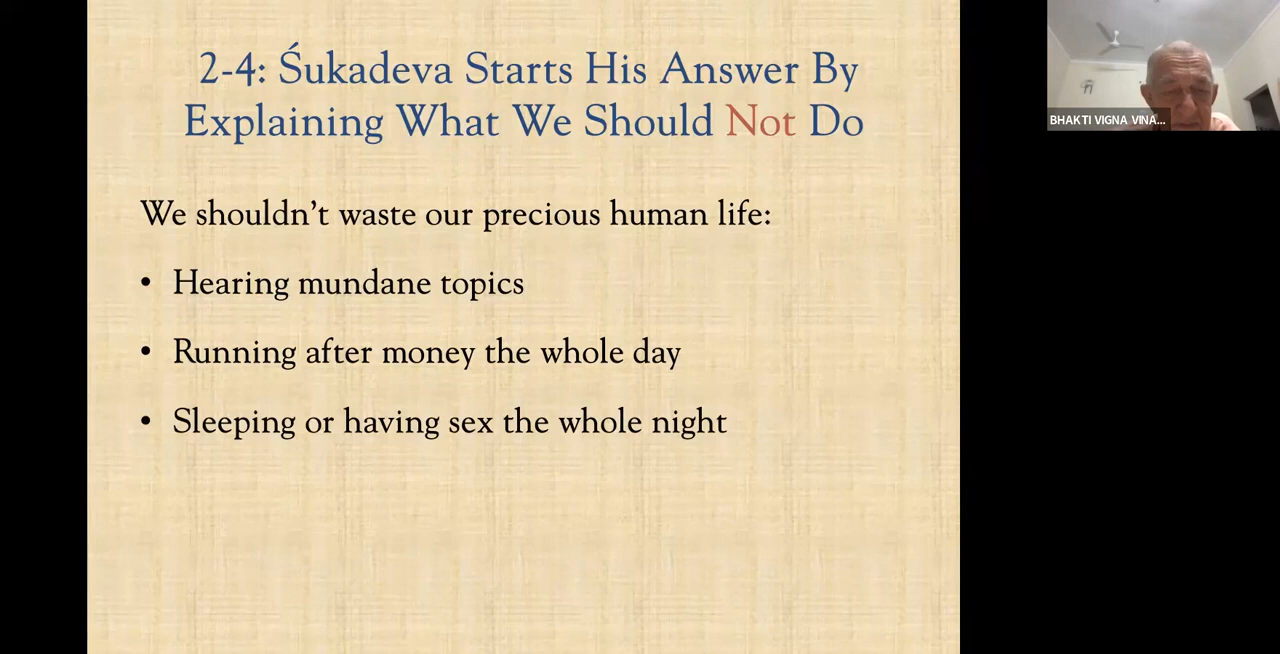 2-4: Śukadeva Starts His Answer By
Explaining What We Should Not Do
We shouldn't waste our precious human life:
• Hearing mundane topics
• Running after money the whole day
• Sleeping or having sex the whole night
BHAKTI VIGNA VINA...